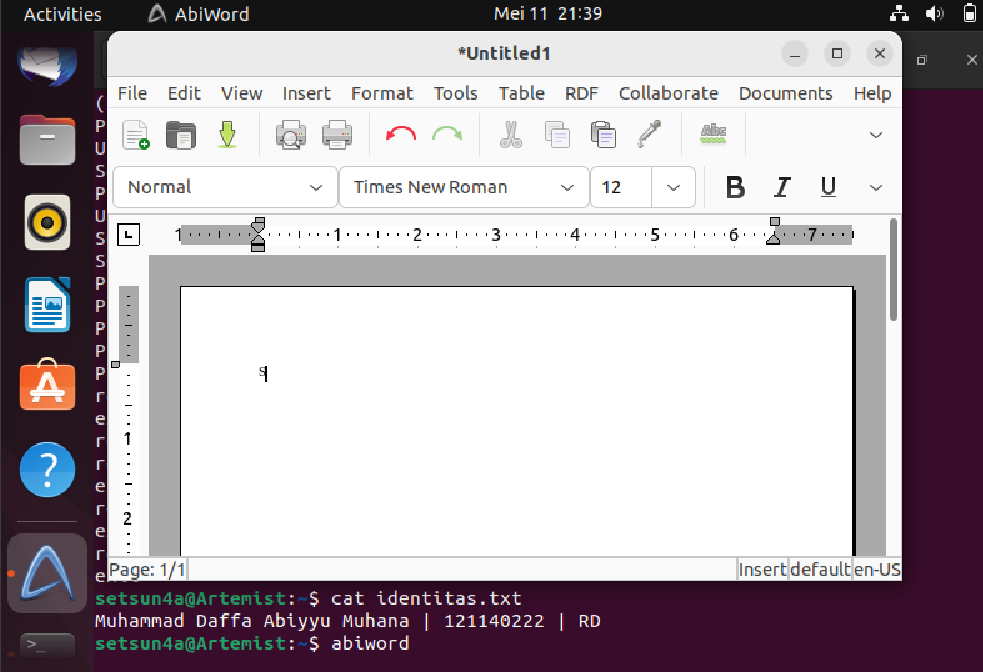 Activities AbiWord Mei 11 21:39
*Untitled1
File Edit View Insert Format Tools Table RDF Collaborate Documents Help
Abc
Normal Times New Roman 12 B I U
1 1 2 3 4 5 6 7
s
1
2
Page: 1/1 Insert default en-US
(
P
U
S
P
U
S
S
P
P
P
P
P
r
e
r
r
e
r
e
r
setsun4a@Artemist:~$ cat identitas.txt
Muhammad Daffa Abiyyu Muhana | 121140222 | RD
setsun4a@Artemist:~$ abiword